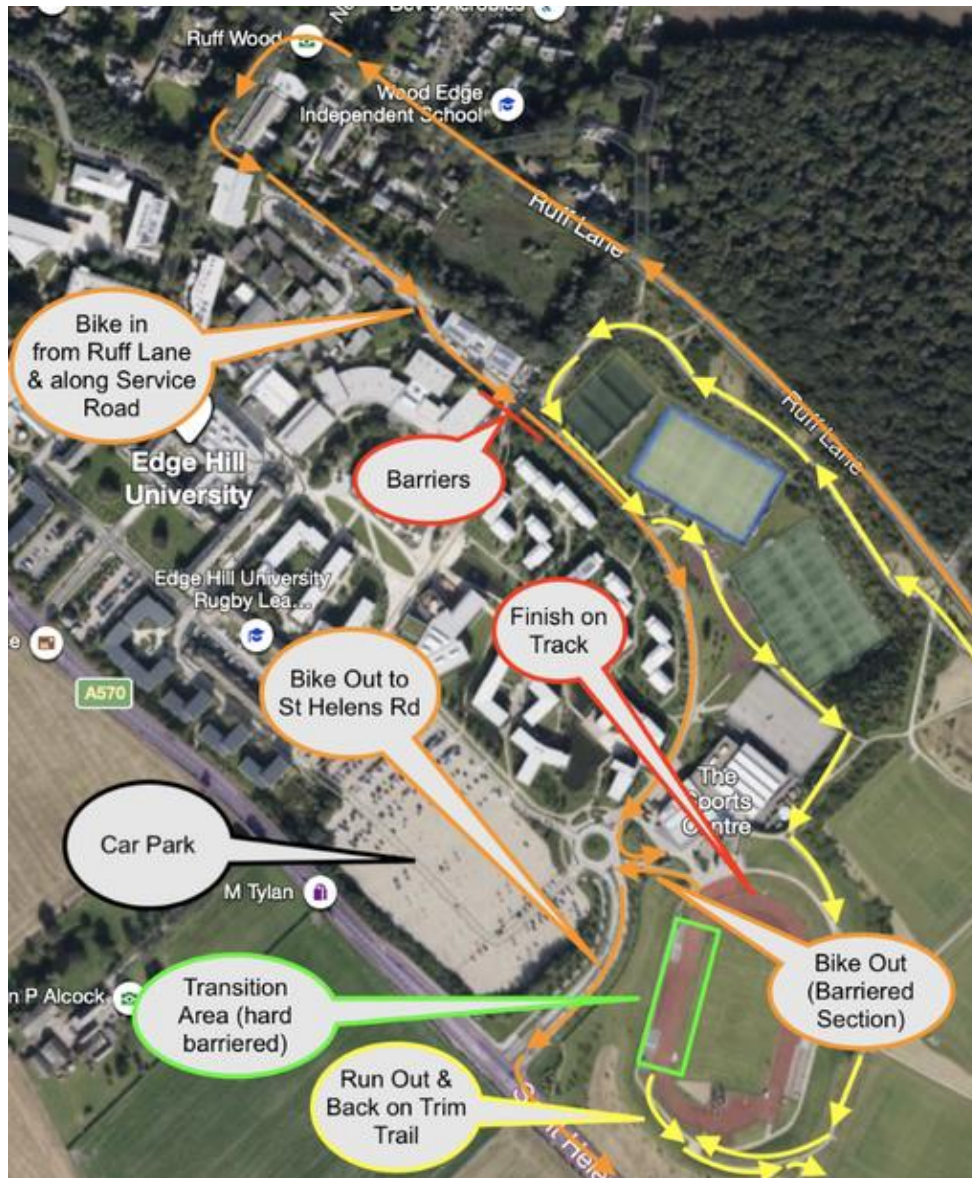 Bev's Aerobics
Ruff Wood
Wood Edge
Independent School
Ruff Lane
Bike in
from Ruff Lane
& along Service
Road
Ruff Lane
Edge Hill
University
Barriers
Edge Hill University
Rugby Lea...
Finish on
Track
A570
Bike Out to
St Helens Rd
The
Sports
Centre
Car Park
M Tylan
n P Alcock
Transition
Area (hard
barriered)
Bike Out
(Barriered
Section)
Run Out &
Back on Trim
Trail